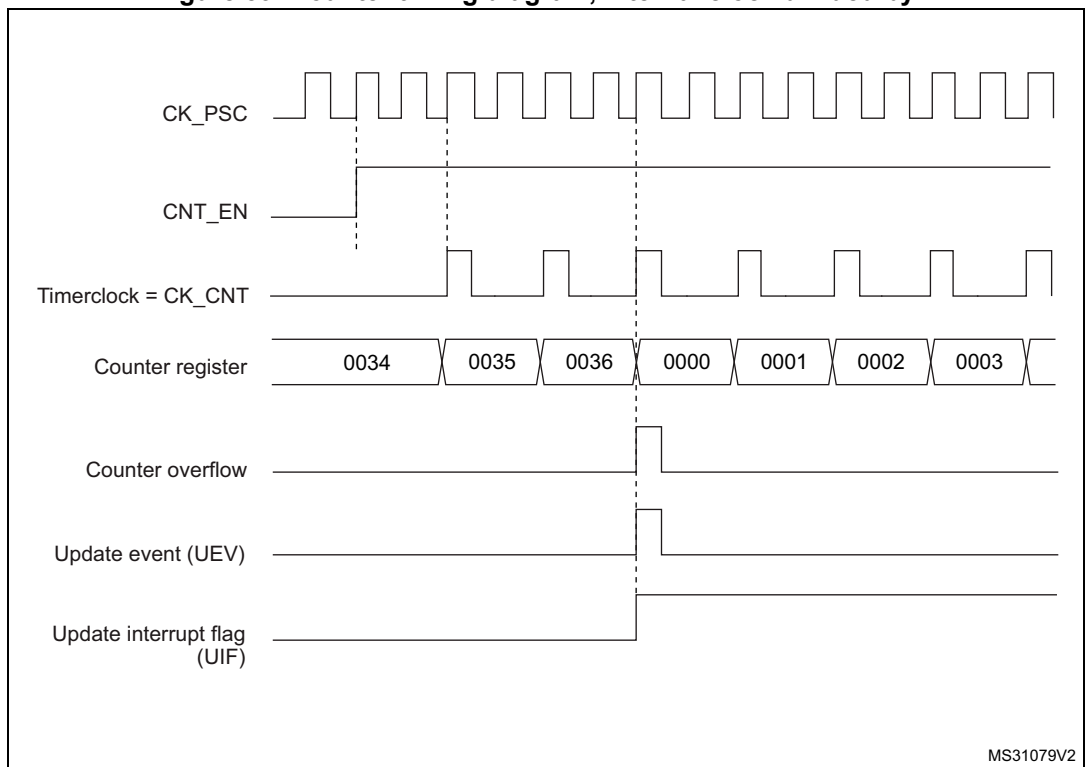 CK_PSC
CNT_EN
Timerclock = CK_CNT
Counter register
0034 0035 0036 0000 0001 0002 0003
Counter overflow
Update event (UEV)
Update interrupt flag
(UIF)
MS31079V2